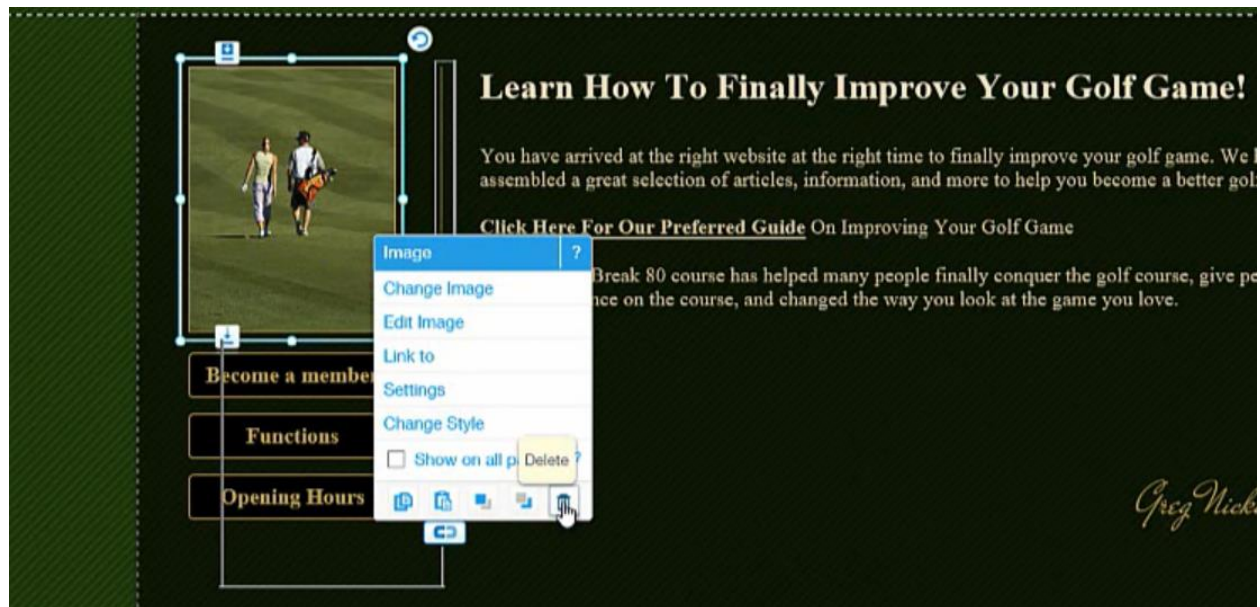 Learn How To Finally Improve Your Golf Game!
You have arrived at the right website at the right time to finally improve your golf game. We
assembled a great selection of articles, information, and more to help you become a better
Click Here For Our Preferred Guide On Improving Your Golf Game
Break 80 course has helped many people finally conquer the golf course, give
on the course, and changed the way you look at the game you love.
Image ?
Change Image
Edit Image
Link to
Settings
Change Style
Show on all
Delete
?
Become a member
Functions
Opening Hours
Greg